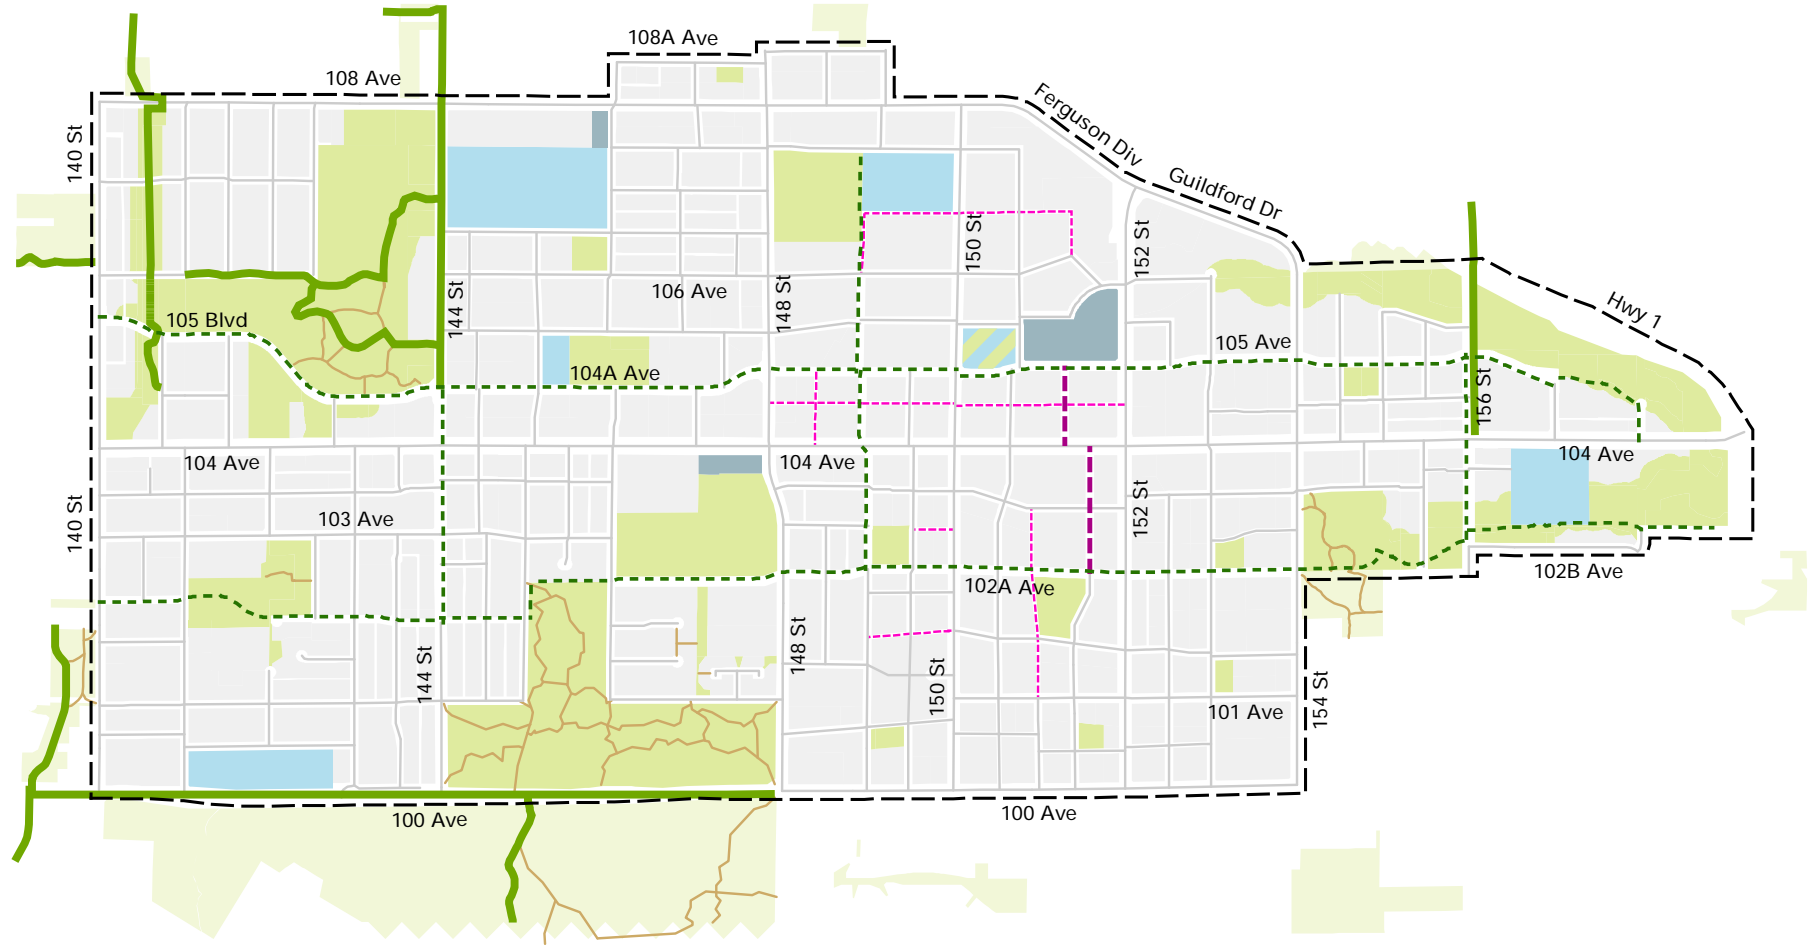 108A Ave
108 Ave
Ferguson Div
140 St
Guildford Dr
150 St
152 St
106 Ave
144 St
148 St
105 Blvd
Hwy 1
105 Ave
104A Ave
156 St
104 Ave
104 Ave
104 Ave
140 St
103 Ave
152 St
102A Ave
102B Ave
148 St
144 St
150 St
154 St
101 Ave
100 Ave
100 Ave